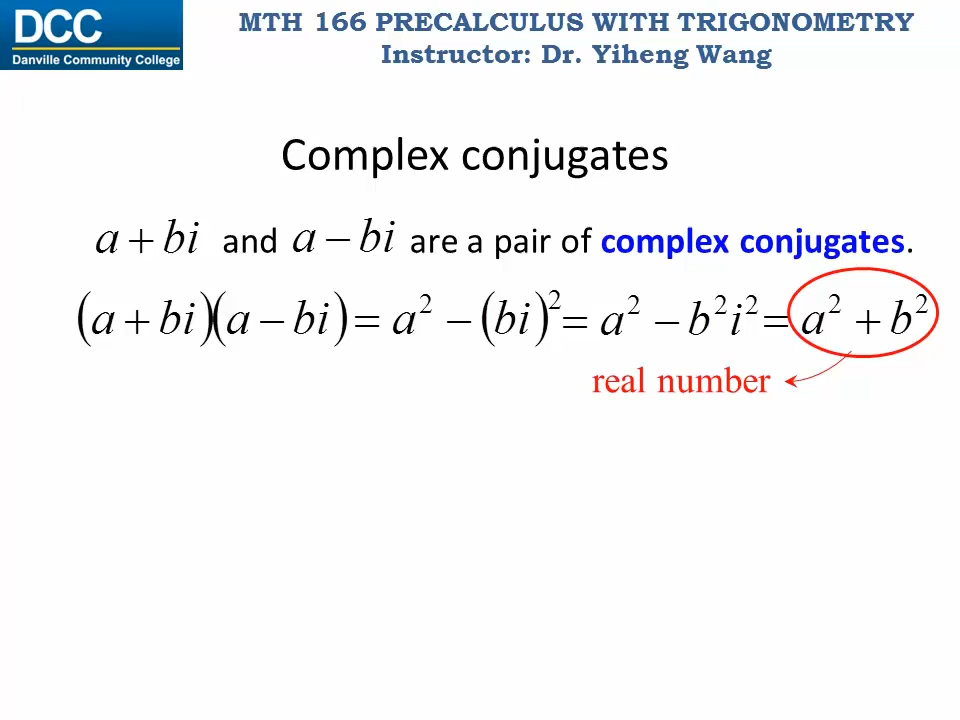 DCC
Danville Community College
MTH 166 PRECALCULUS WITH TRIGONOMETRY
Instructor: Dr. Yiheng Wang
Complex conjugates
a + bi and a − bi are a pair of complex conjugates.
(a + bi)(a − bi) = a² − (bi)² = a² − b²i² = a² + b²
real number